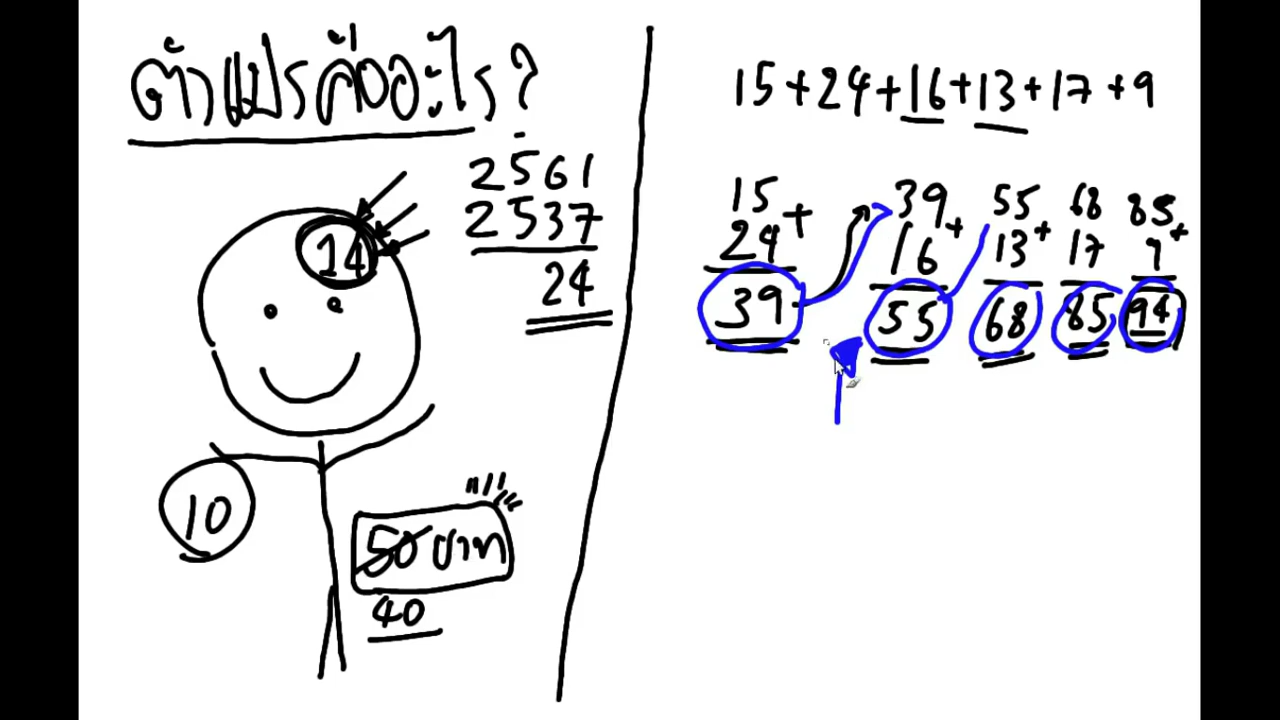 ตัวแปรคืออะไร?
2561
2537
24
14
10
50 บาท
40
15+24+16+13+17+9
15 + 24 39
39 + 16 55
55 + 13 68
68 17 85
85 + 9 94